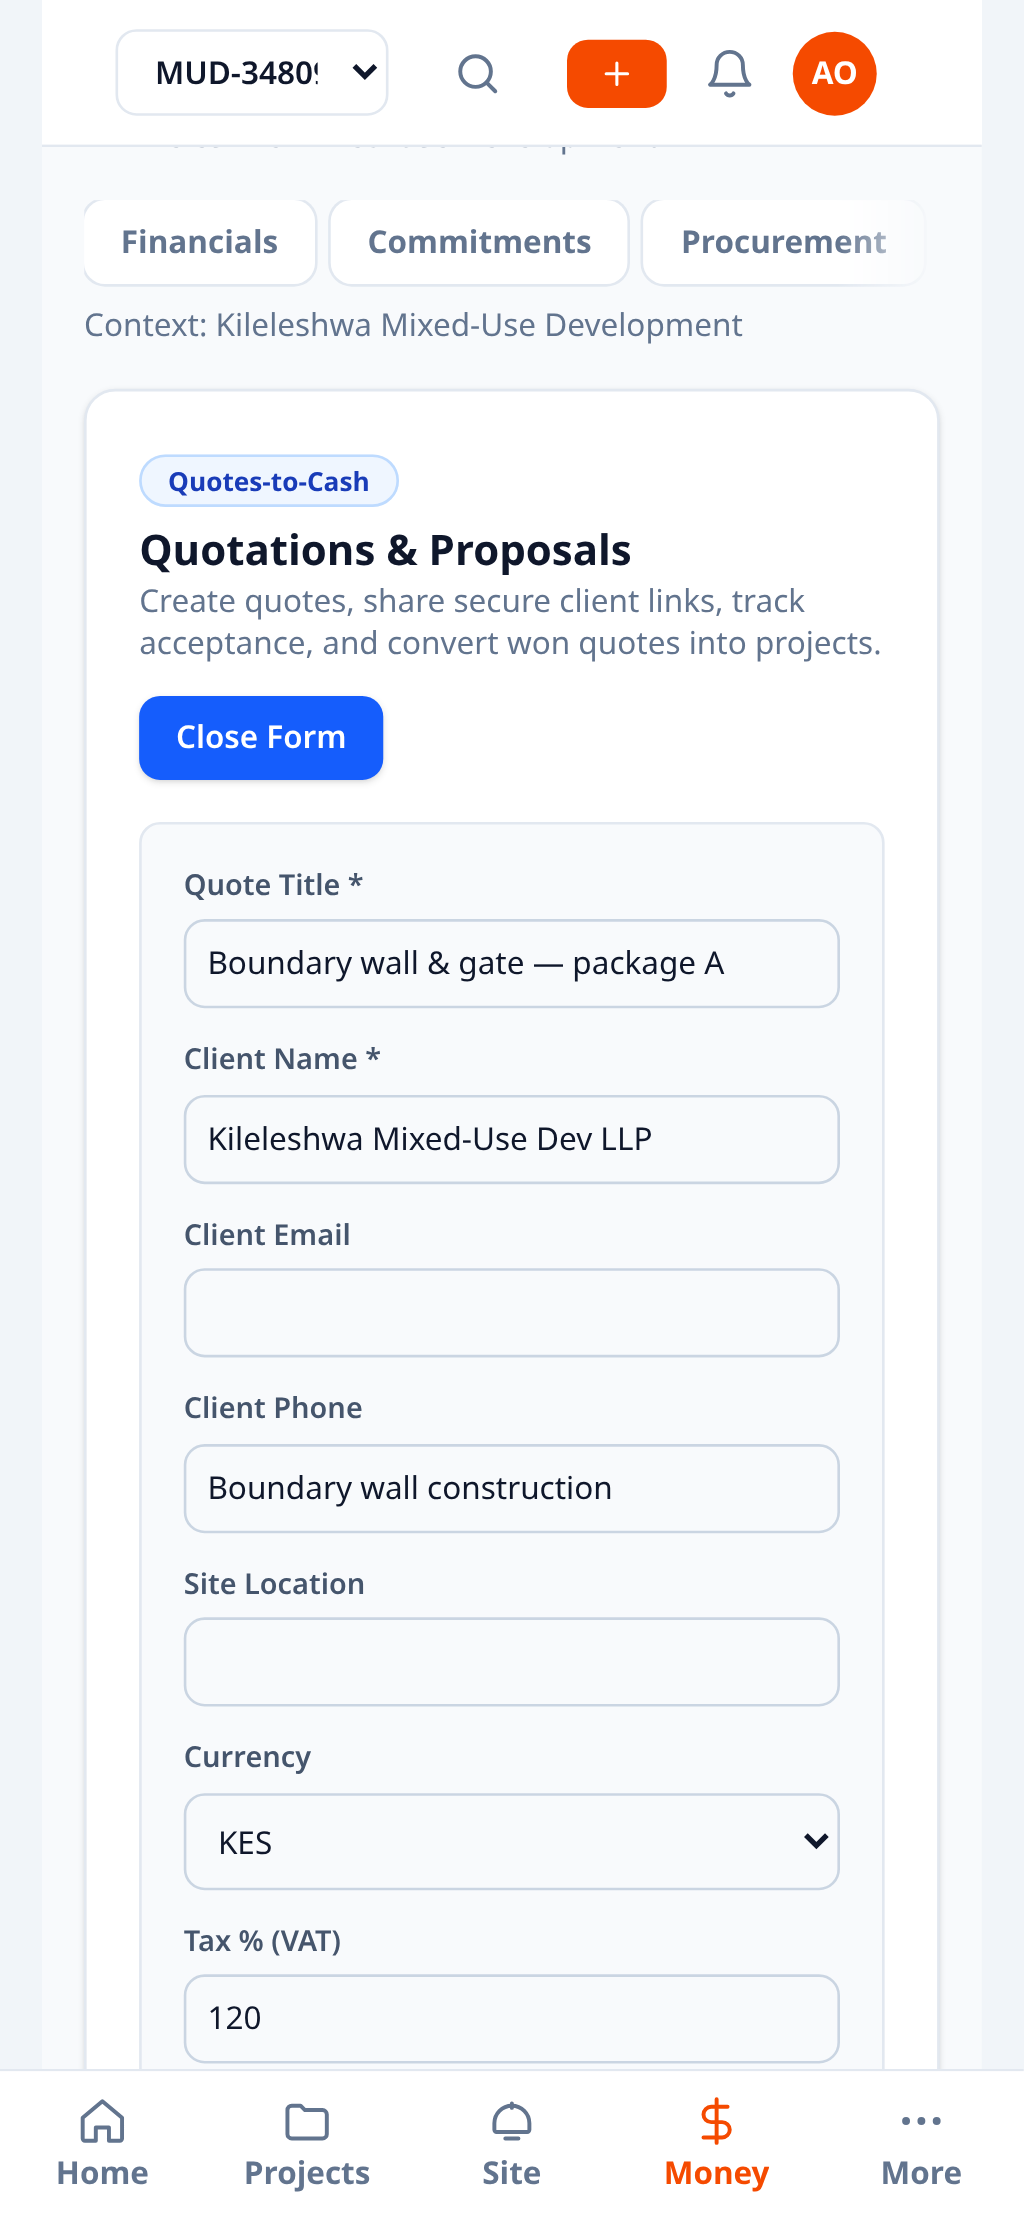 MUD-3480
AO
Financials
Commitments
Procurement
Context: Kileleshwa Mixed-Use Development
Quotes-to-Cash
Quotations & Proposals
Create quotes, share secure client links, track
acceptance, and convert won quotes into projects.
Close Form
Quote Title *
Boundary wall & gate — package A
Client Name *
Kileleshwa Mixed-Use Dev LLP
Client Email
Client Phone
Boundary wall construction
Site Location
Currency
KES
Tax % (VAT)
120
Home
Projects
Site
Money
More